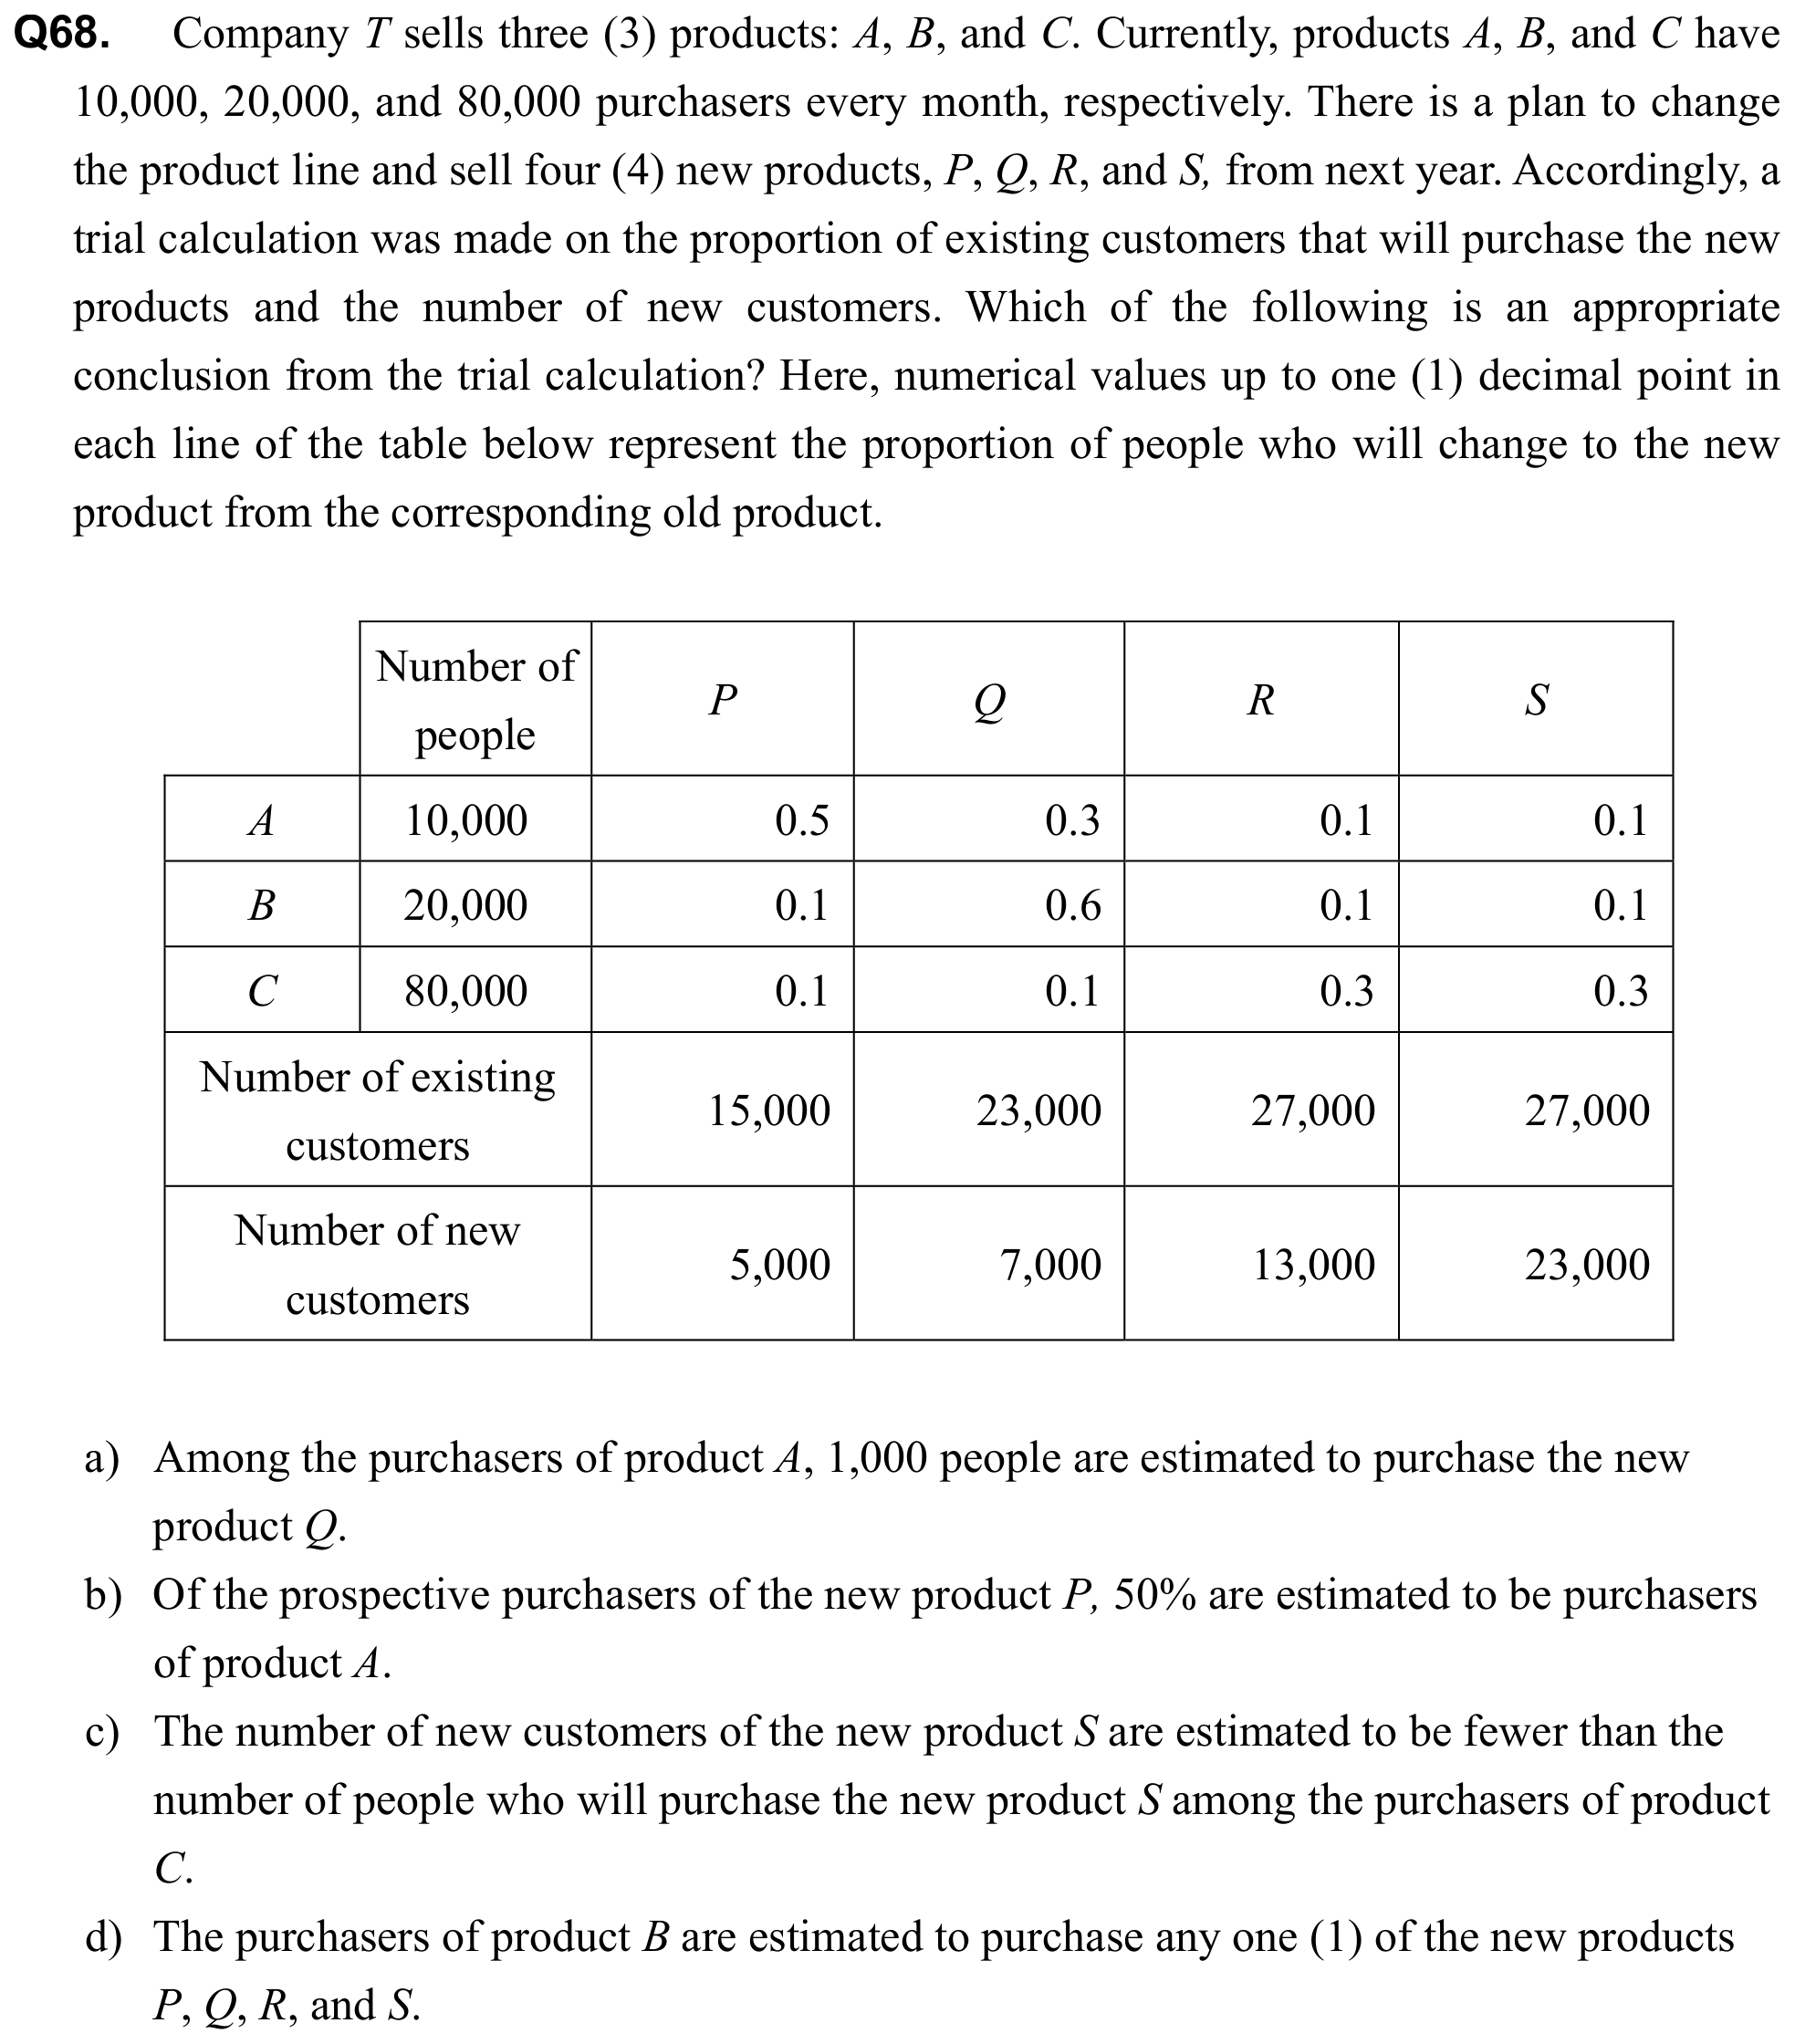 Q68. Company T sells three (3) products: A, B, and C. Currently, products A, B, and C have
10,000, 20,000, and 80,000 purchasers every month, respectively. There is a plan to change
the product line and sell four (4) new products, P, Q, R, and S, from next year. Accordingly, a
trial calculation was made on the proportion of existing customers that will purchase the new
products and the number of new customers. Which of the following is an appropriate
conclusion from the trial calculation? Here, numerical values up to one (1) decimal point in
each line of the table below represent the proportion of people who will change to the new
product from the corresponding old product.
Number of
people
P Q R S
A 10,000 0.5 0.3 0.1 0.1
B 20,000 0.1 0.6 0.1 0.1
C 80,000 0.1 0.1 0.3 0.3
Number of existing
customers
15,000 23,000 27,000 27,000
Number of new
customers
5,000 7,000 13,000 23,000
a) Among the purchasers of product A, 1,000 people are estimated to purchase the new
product Q.
b) Of the prospective purchasers of the new product P, 50% are estimated to be purchasers
of product A.
c) The number of new customers of the new product S are estimated to be fewer than the
number of people who will purchase the new product S among the purchasers of product
C.
d) The purchasers of product B are estimated to purchase any one (1) of the new products
P, Q, R, and S.